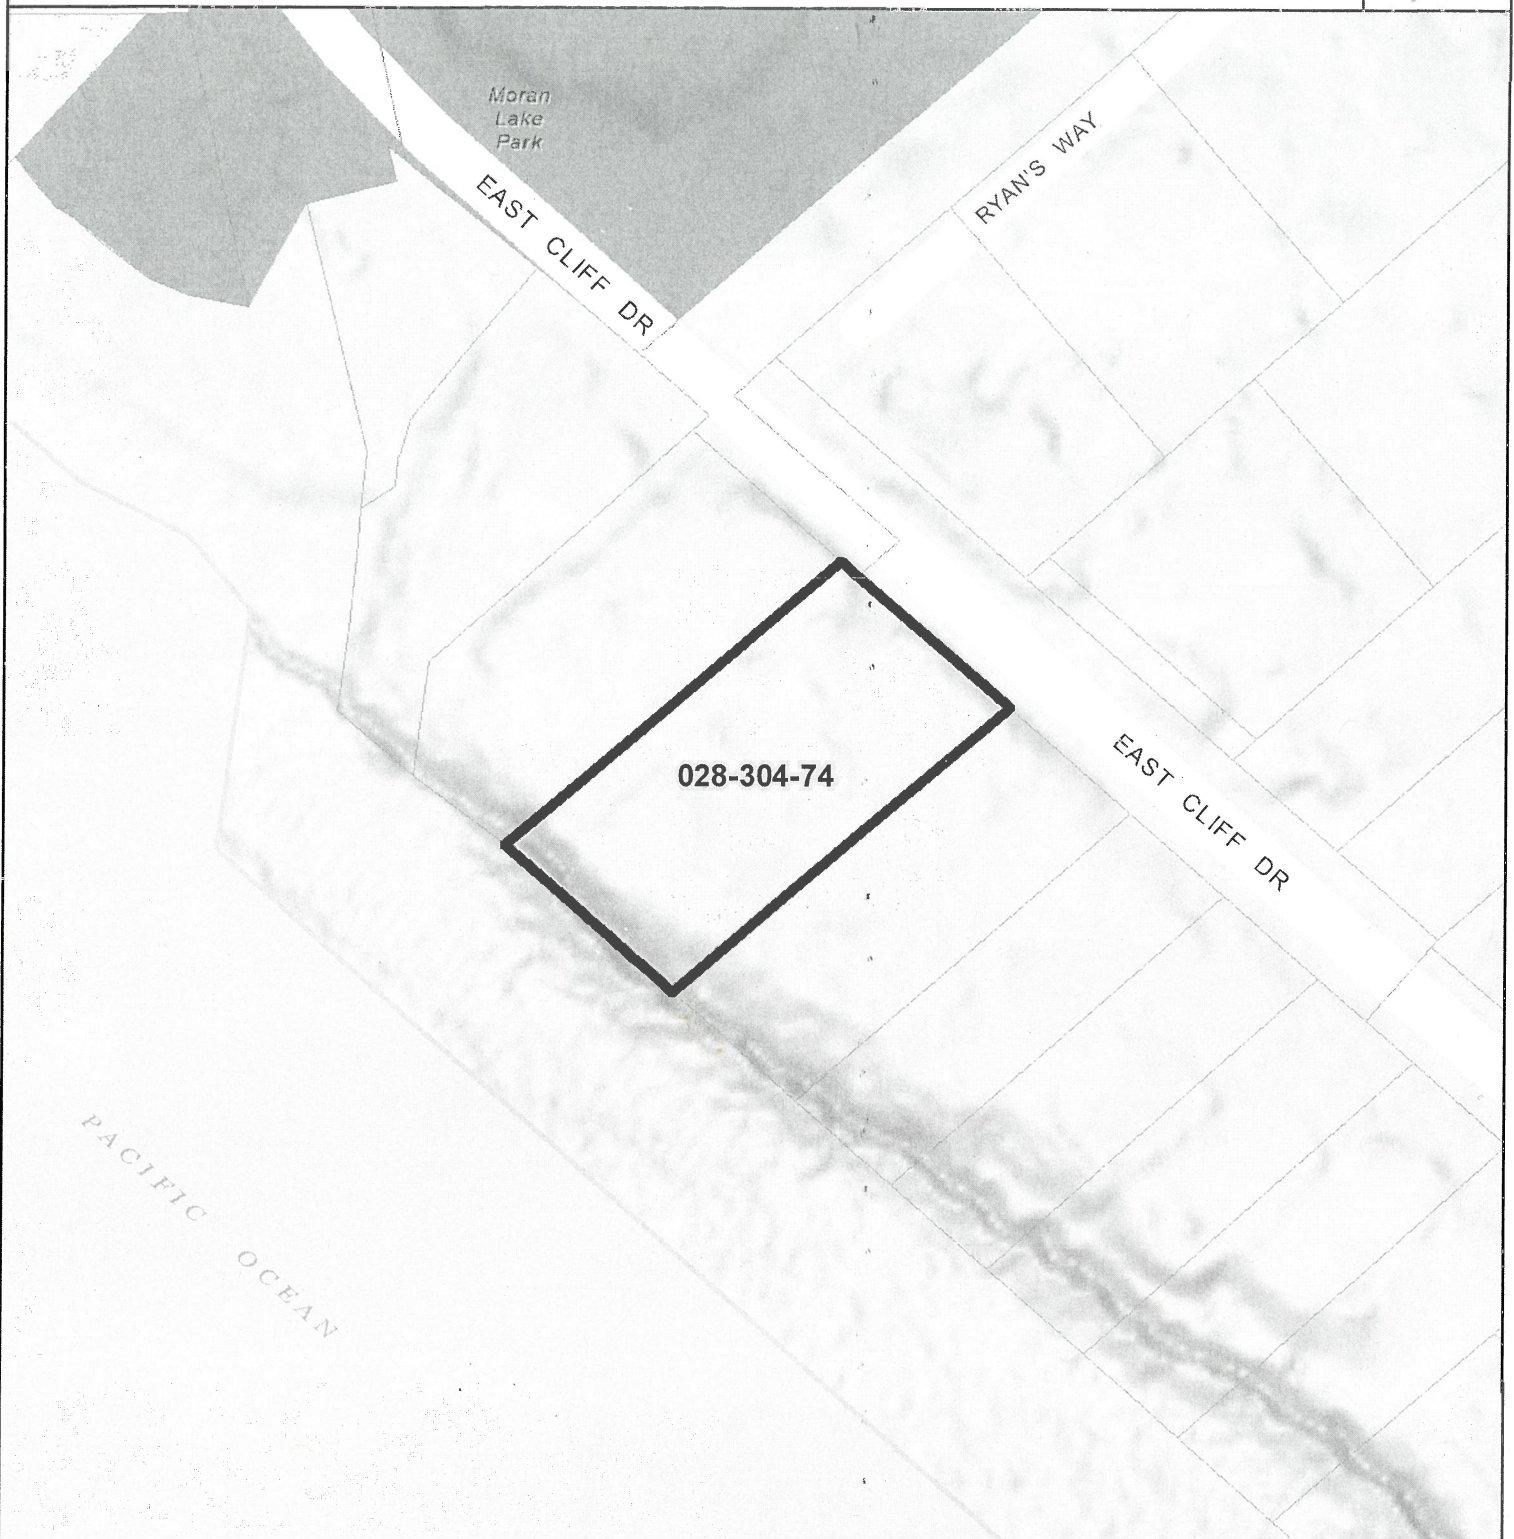 Moran
Lake
Park
EAST CLIFF DR
RYAN'S WAY
028-304-74
EAST CLIFF DR
PACIFIC OCEAN